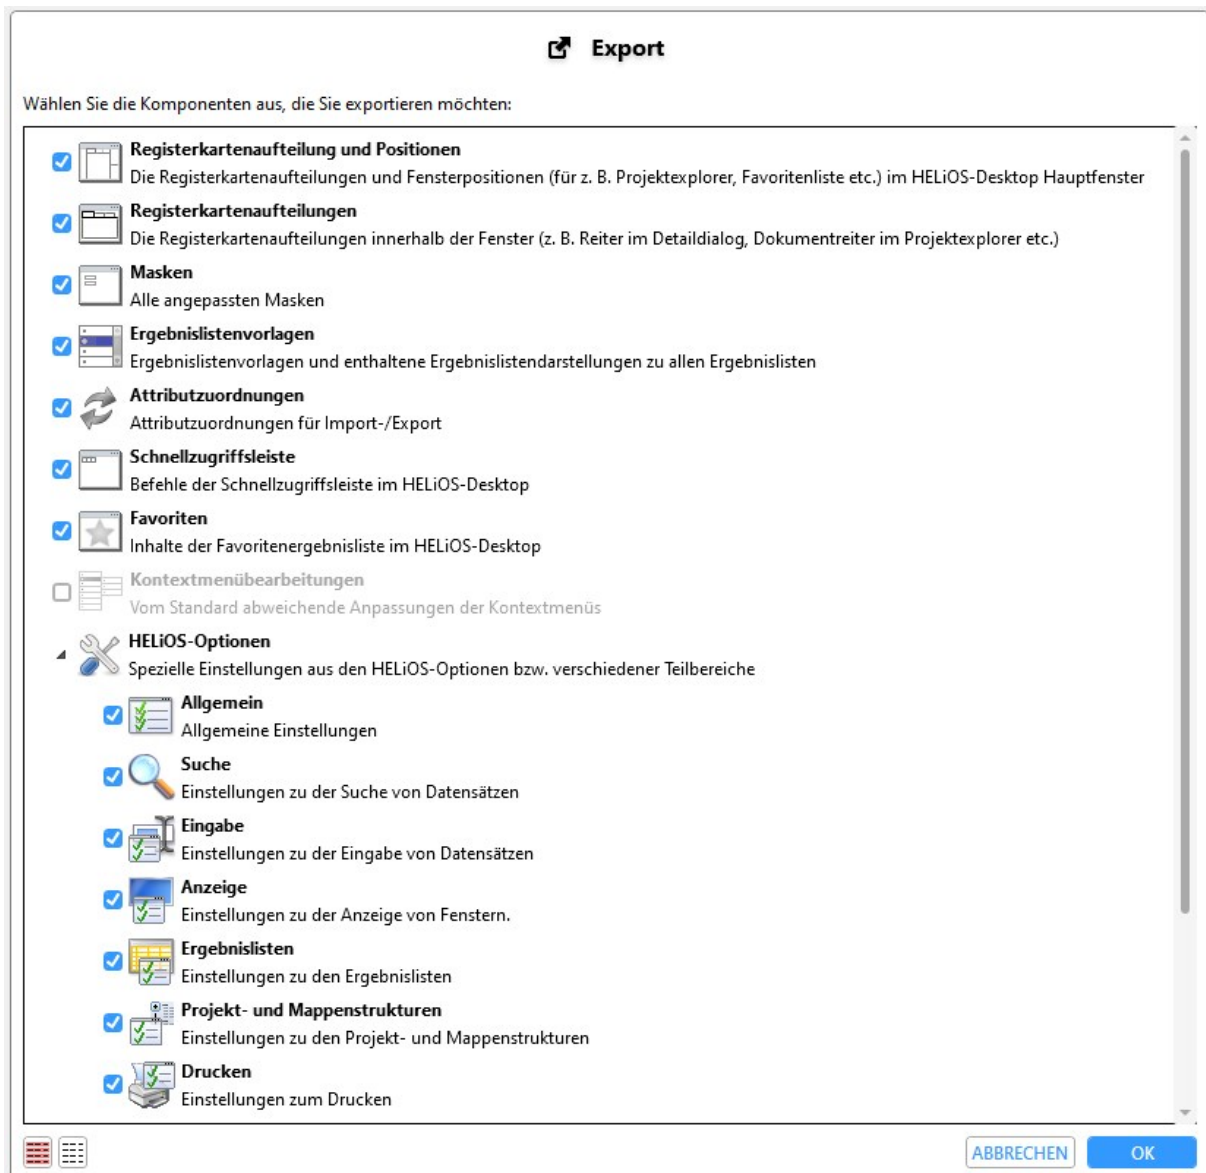 Export
Wählen Sie die Komponenten aus, die Sie exportieren möchten:
Registerkartenaufteilung und Positionen
Die Registerkartenaufteilungen und Fensterpositionen (für z. B. Projektexplorer, Favoritenliste etc.) im HELiOS-Desktop Hauptfenster
Registerkartenaufteilungen
Die Registerkartenaufteilungen innerhalb der Fenster (z. B. Reiter im Detaildialog, Dokumentreiter im Projektexplorer etc.)
Masken
Alle angepassten Masken
Ergebnislistenvorlagen
Ergebnislistenvorlagen und enthaltene Ergebnislistendarstellungen zu allen Ergebnislisten
Attributzuordnungen
Attributzuordnungen für Import-/Export
Schnellzugriffsleiste
Befehle der Schnellzugriffsleiste im HELiOS-Desktop
Favoriten
Inhalte der Favoritenergebnisliste im HELiOS-Desktop
Kontextmenübearbeitungen
Vom Standard abweichende Anpassungen der Kontextmenüs
HELiOS-Optionen
Spezielle Einstellungen aus den HELiOS-Optionen bzw. verschiedener Teilbereiche
Allgemein
Allgemeine Einstellungen
Suche
Einstellungen zu der Suche von Datensätzen
Eingabe
Einstellungen zu der Eingabe von Datensätzen
Anzeige
Einstellungen zu der Anzeige von Fenstern.
Ergebnislisten
Einstellungen zu den Ergebnislisten
Projekt- und Mappenstrukturen
Einstellungen zu den Projekt- und Mappenstrukturen
Drucken
Einstellungen zum Drucken
ABBRECHEN
OK